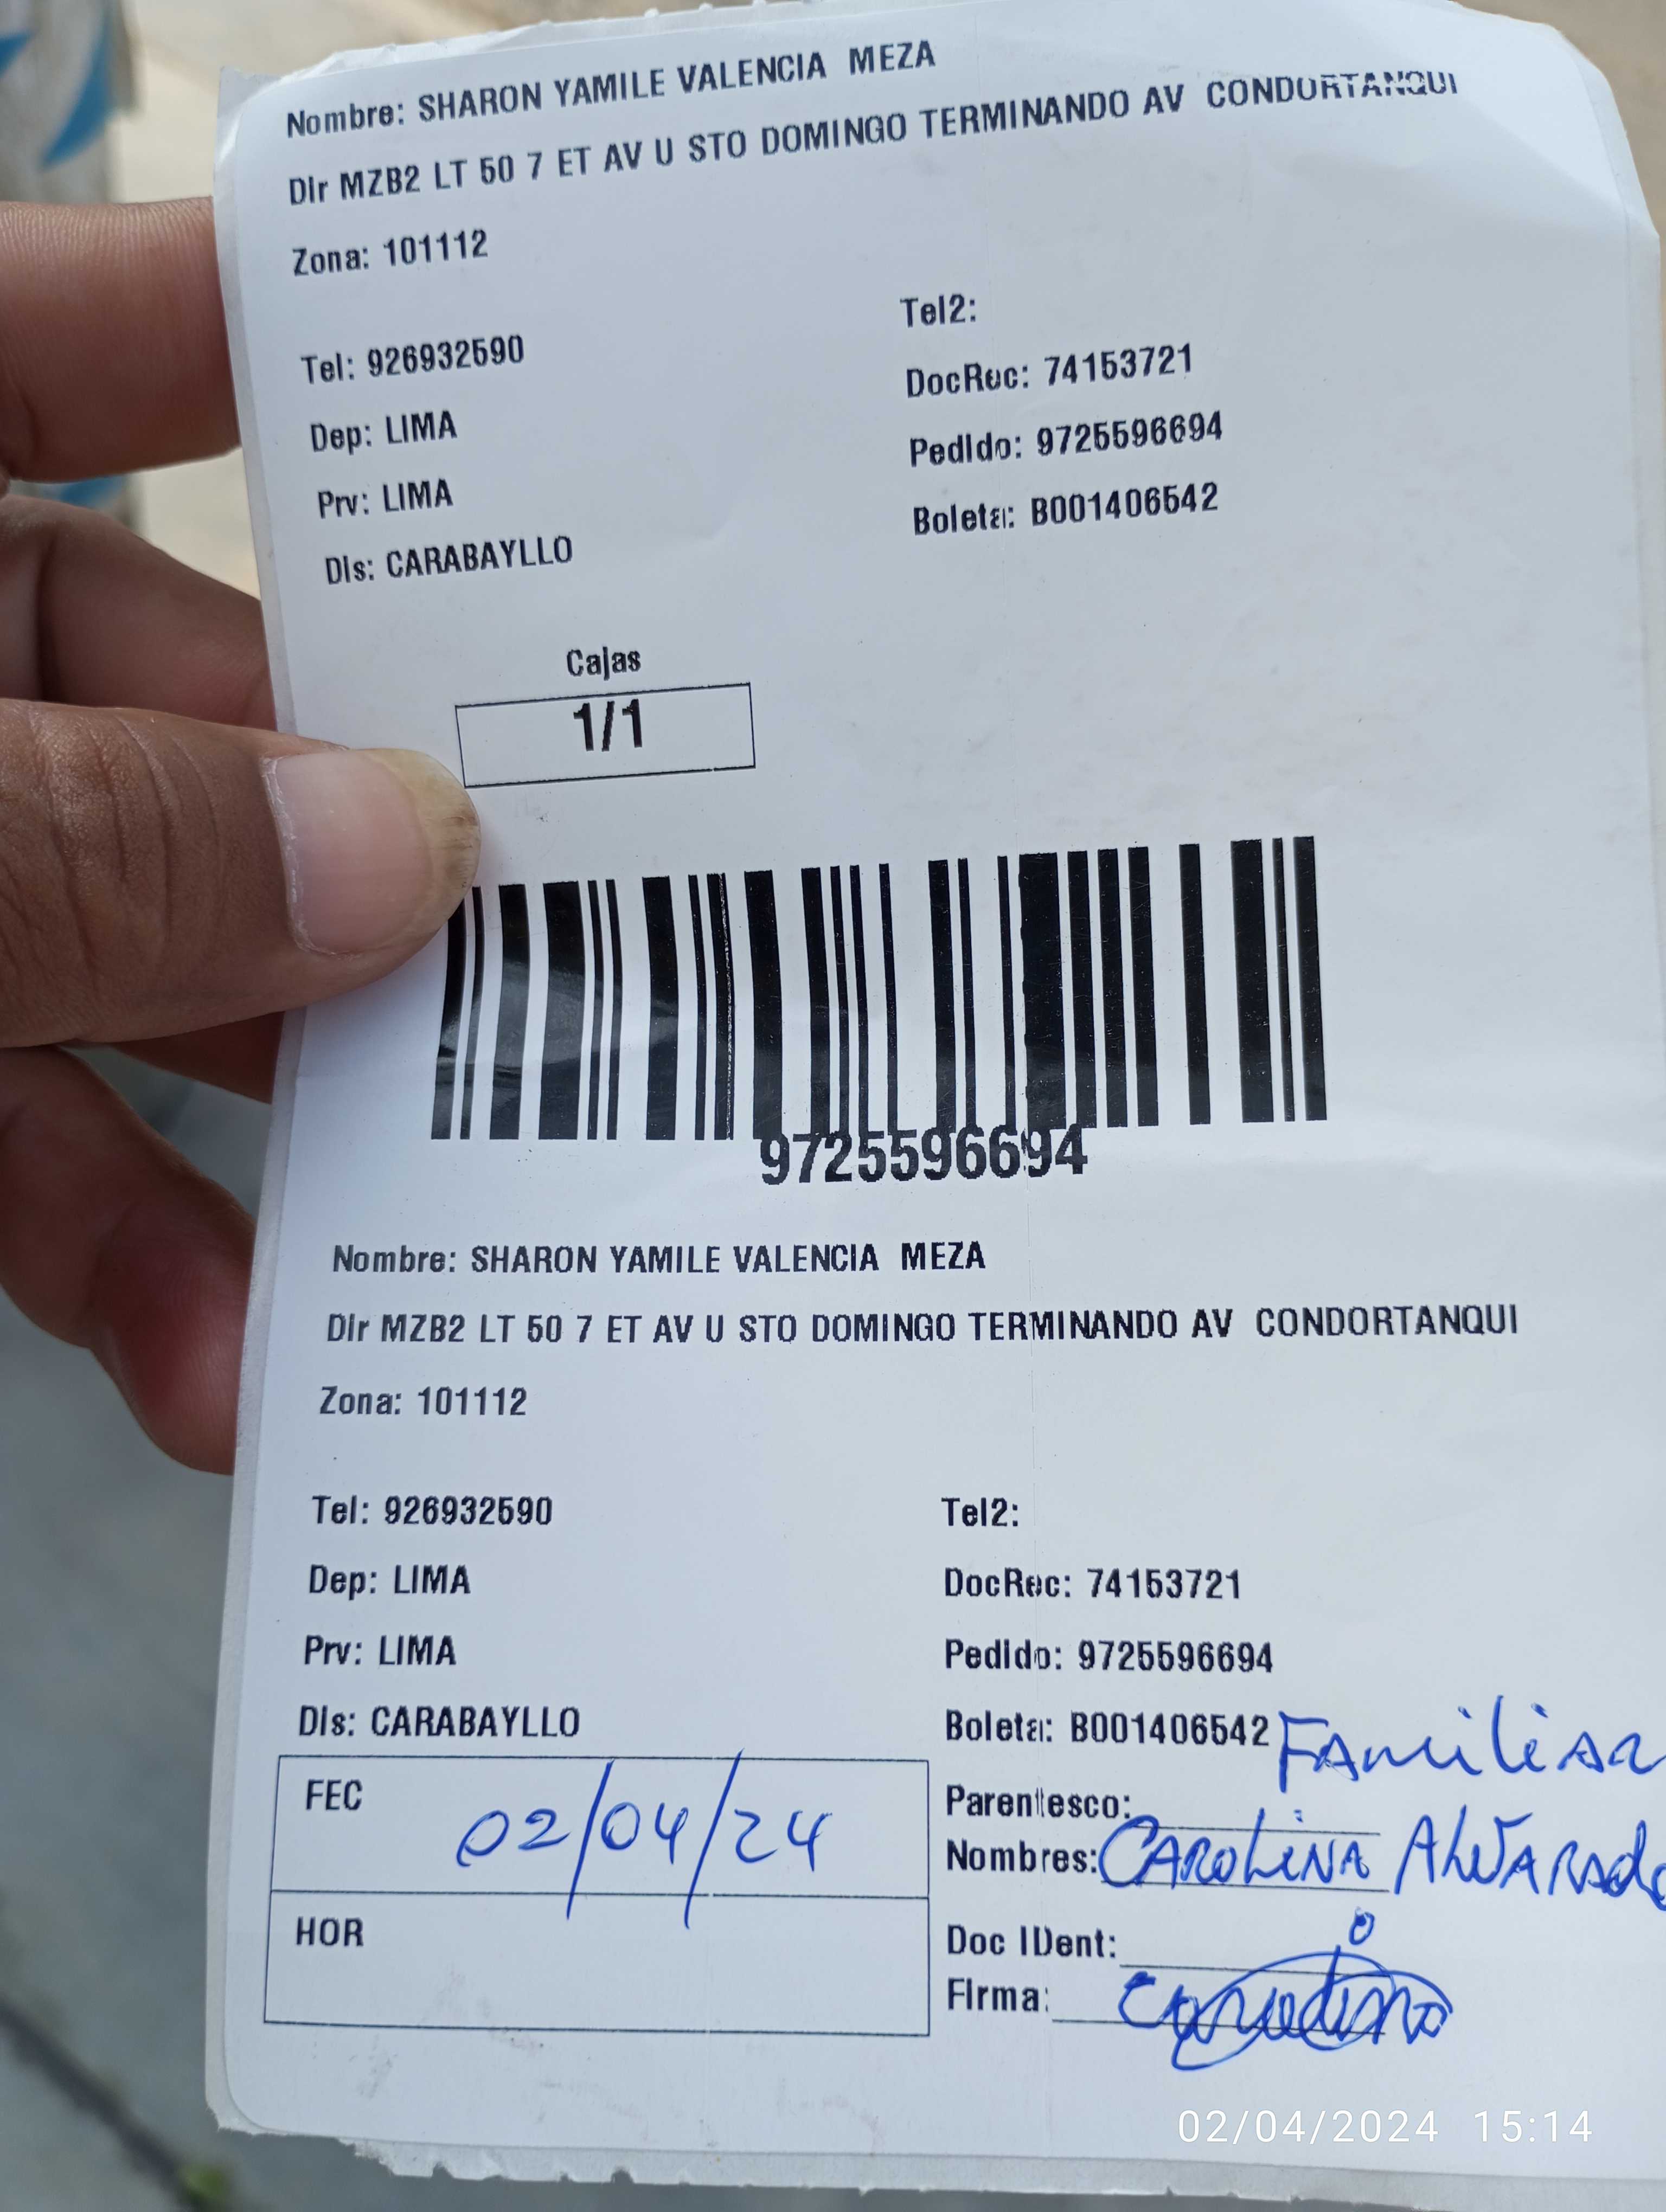 Nombre: SHARON YAMILE VALENCIA MEZA
Dir MZB2 LT 50 7 ET AV U STO DOMINGO TERMINANDO AV CONDORTANQUI
Zona: 101112
Tel: 926932590
Tel2:
DocRec: 74153721
Dep: LIMA
Pedido: 9725596694
Prv: LIMA
Boleta: B001406542
Dis: CARABAYLLO
Cajas
1/1
9725596694
Nombre: SHARON YAMILE VALENCIA MEZA
Dir MZB2 LT 50 7 ET AV U STO DOMINGO TERMINANDO AV CONDORTANQUI
Zona: 101112
Tel: 926932590
Tel2:
Dep: LIMA
DocRec: 74153721
Prv: LIMA
Pedido: 9725596694
Dis: CARABAYLLO
Boleta: B001406542
FEC 02/04/24
HOR
Parentesco: FAMiliAR
Nombres: CAROLiNA AlVARAdo
Doc IDent:
Firma:
02/04/2024 15:14